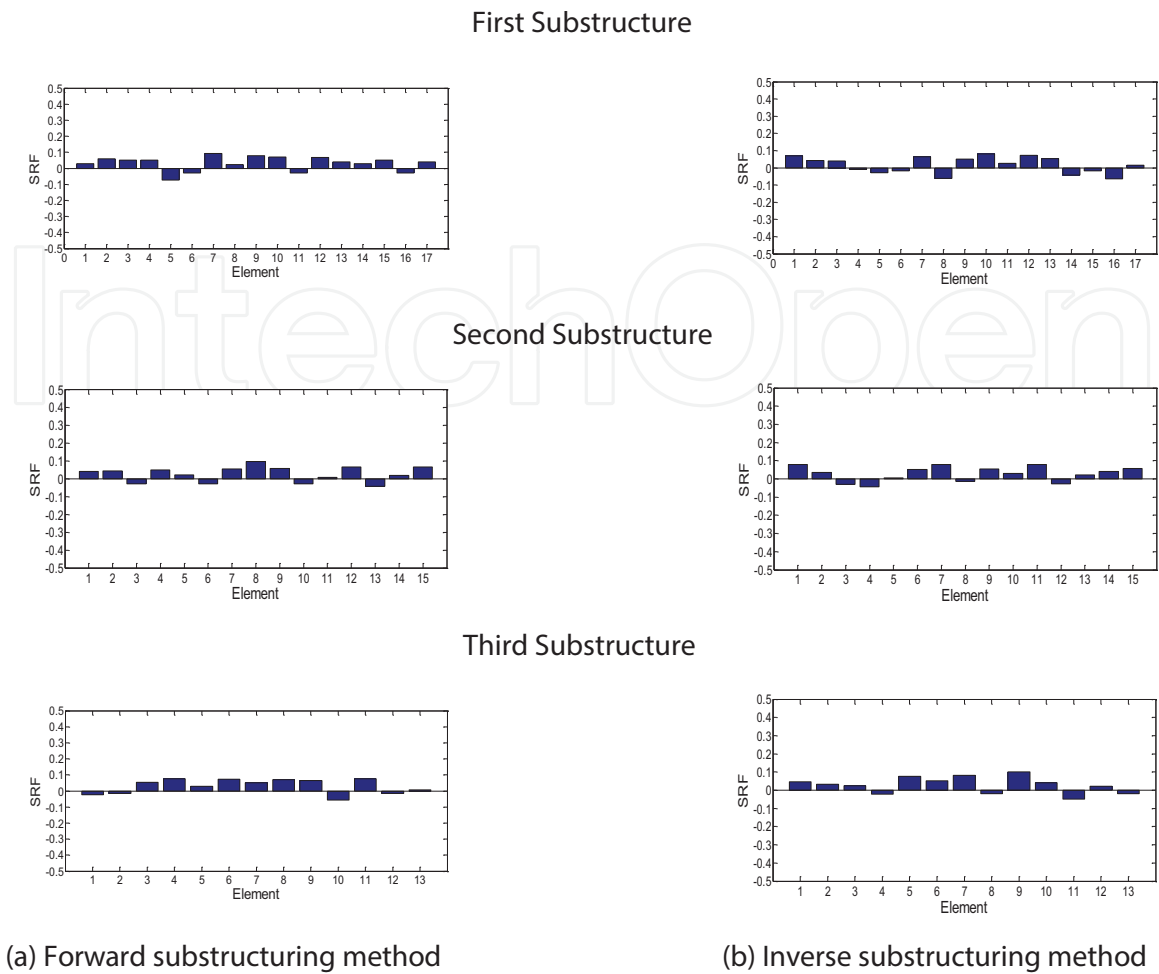 First Substructure
0.5
0.4
0.3
0.2
0.1
0
-0.1
-0.2
-0.3
-0.4
-0.5
SRF
0 1 2 3 4 5 6 7 8 9 10 11 12 13 14 15 16 17
Element
0.5
0.4
0.3
0.2
0.1
0
-0.1
-0.2
-0.3
-0.4
-0.5
SRF
0 1 2 3 4 5 6 7 8 9 10 11 12 13 14 15 16 17
Element
IntechOpen
Second Substructure
0.5
0.4
0.3
0.2
0.1
0
-0.1
-0.2
-0.3
-0.4
-0.5
SRF
1 2 3 4 5 6 7 8 9 10 11 12 13 14 15
Element
0.5
0.4
0.3
0.2
0.1
0
-0.1
-0.2
-0.3
-0.4
-0.5
SRF
1 2 3 4 5 6 7 8 9 10 11 12 13 14 15
Element
Third Substructure
0.5
0.4
0.3
0.2
0.1
0
-0.1
-0.2
-0.3
-0.4
-0.5
SRF
1 2 3 4 5 6 7 8 9 10 11 12 13
Element
0.5
0.4
0.3
0.2
0.1
0
-0.1
-0.2
-0.3
-0.4
-0.5
SRF
1 2 3 4 5 6 7 8 9 10 11 12 13
Element
(a) Forward substructuring method
(b) Inverse substructuring method